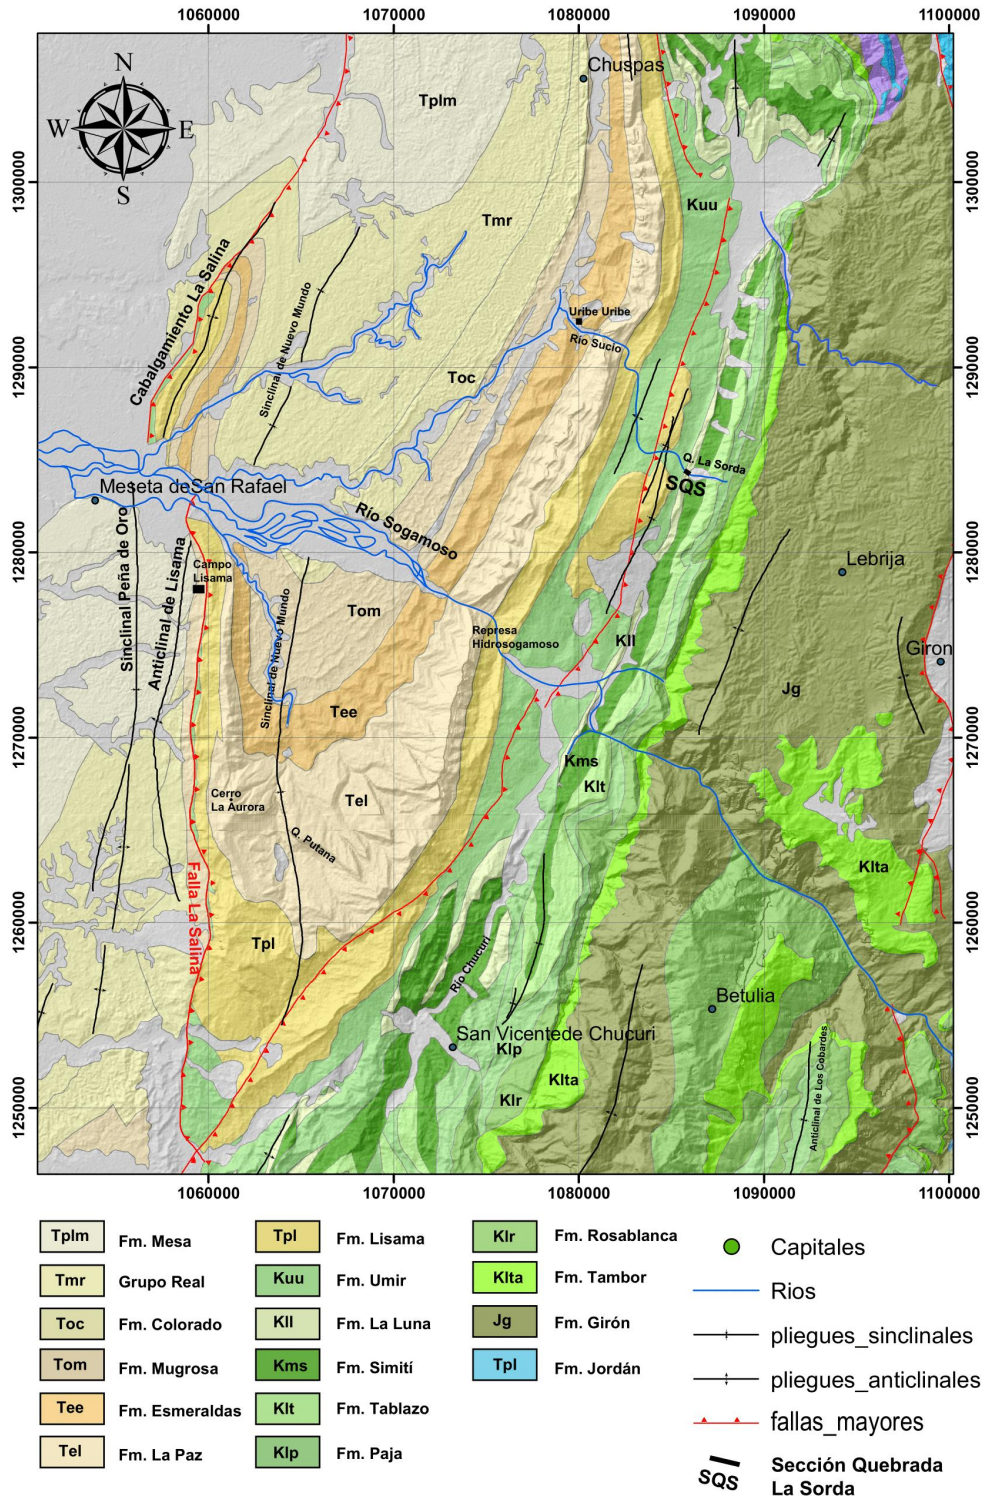 1060000
1070000
1080000
1090000
1100000
N
W
E
S
1300000
1290000
1280000
1270000
1260000
1250000
1300000
1290000
1280000
1270000
1260000
1250000
Chuspas
Tplm
Kuu
Tmr
Cabalgamiento La Salina
Sinclinal de Nuevo Mundo
Uribe Uribe
Río Sucio
Toc
Q. La Sorda
SQS
Meseta deSan Rafael
Río Sogamoso
Sinclinal Peña de Oro
Anticlinal de Lisama
Campo
Lisama
Lebrija
Tom
Sinclinal de Nuevo Mundo
Represa
Hidrosogamoso
Kll
Giron
Jg
Tee
Kms
Klt
Cerro
La Aurora
Tel
Q. Putana
Klta
Falla La Salina
Tpl
Río Chucurí
Betulia
San Vicentede Chucuri
Klp
Klta
Klr
Anticlinal de Los Cobardes
1060000
1070000
1080000
1090000
1100000
Tplm Fm. Mesa
Tmr Grupo Real
Toc Fm. Colorado
Tom Fm. Mugrosa
Tee Fm. Esmeraldas
Tel Fm. La Paz
Tpl Fm. Lisama
Kuu Fm. Umir
Kll Fm. La Luna
Kms Fm. Simití
Klt Fm. Tablazo
Klp Fm. Paja
Klr Fm. Rosablanca
Klta Fm. Tambor
Jg Fm. Girón
Tpl Fm. Jordán
Capitales
Rios
pliegues_sinclinales
pliegues_anticlinales
fallas_mayores
SQS
Sección Quebrada
La Sorda